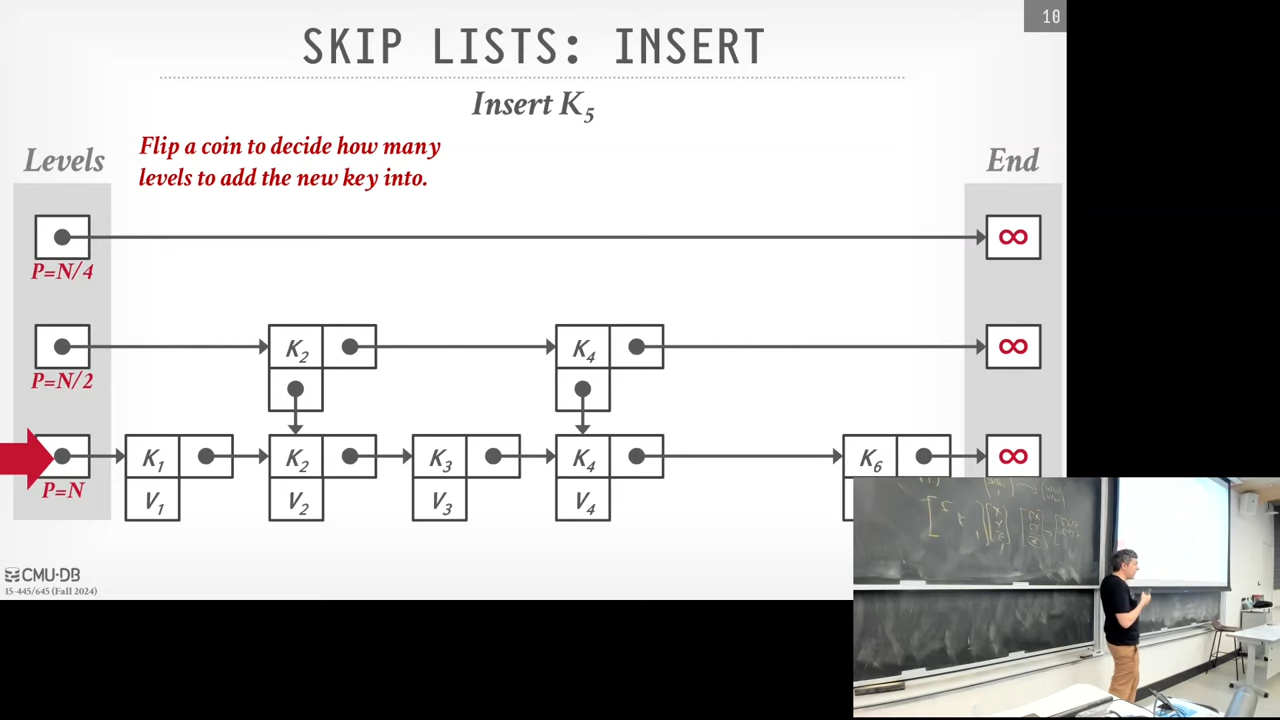 10
SKIP LISTS: INSERT
Insert K5
Flip a coin to decide how many
levels to add the new key into.
Levels
End
∞
P=N/4
K2
K4
∞
P=N/2
K1
K2
K3
K4
K6
∞
P=N
V1
V2
V3
V4
CMU·DB
15-445/645 (Fall 2024)